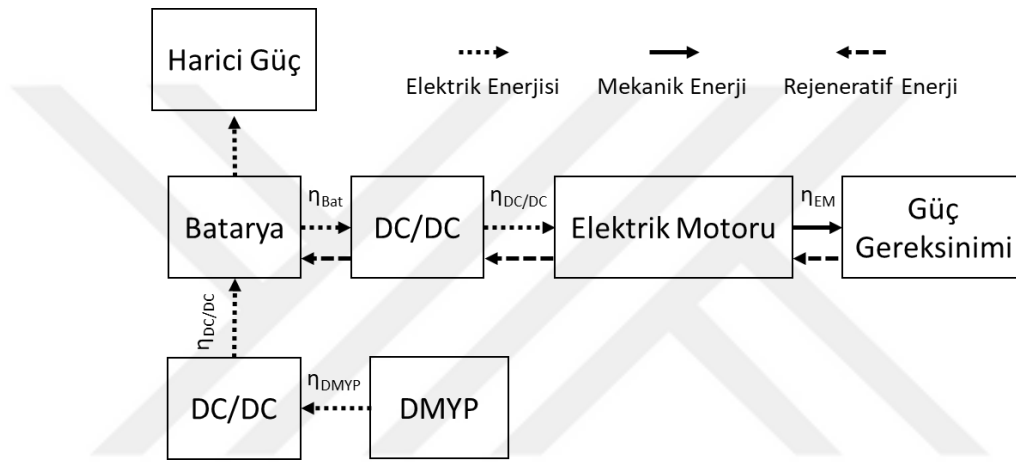 Harici Güç
Elektrik Enerjisi
Mekanik Enerji
Rejeneratif Enerji
Batarya
ηBat
DC/DC
ηDC/DC
Elektrik Motoru
ηEM
Güç
Gereksinimi
ηDC/DC
DC/DC
ηDMYP
DMYP